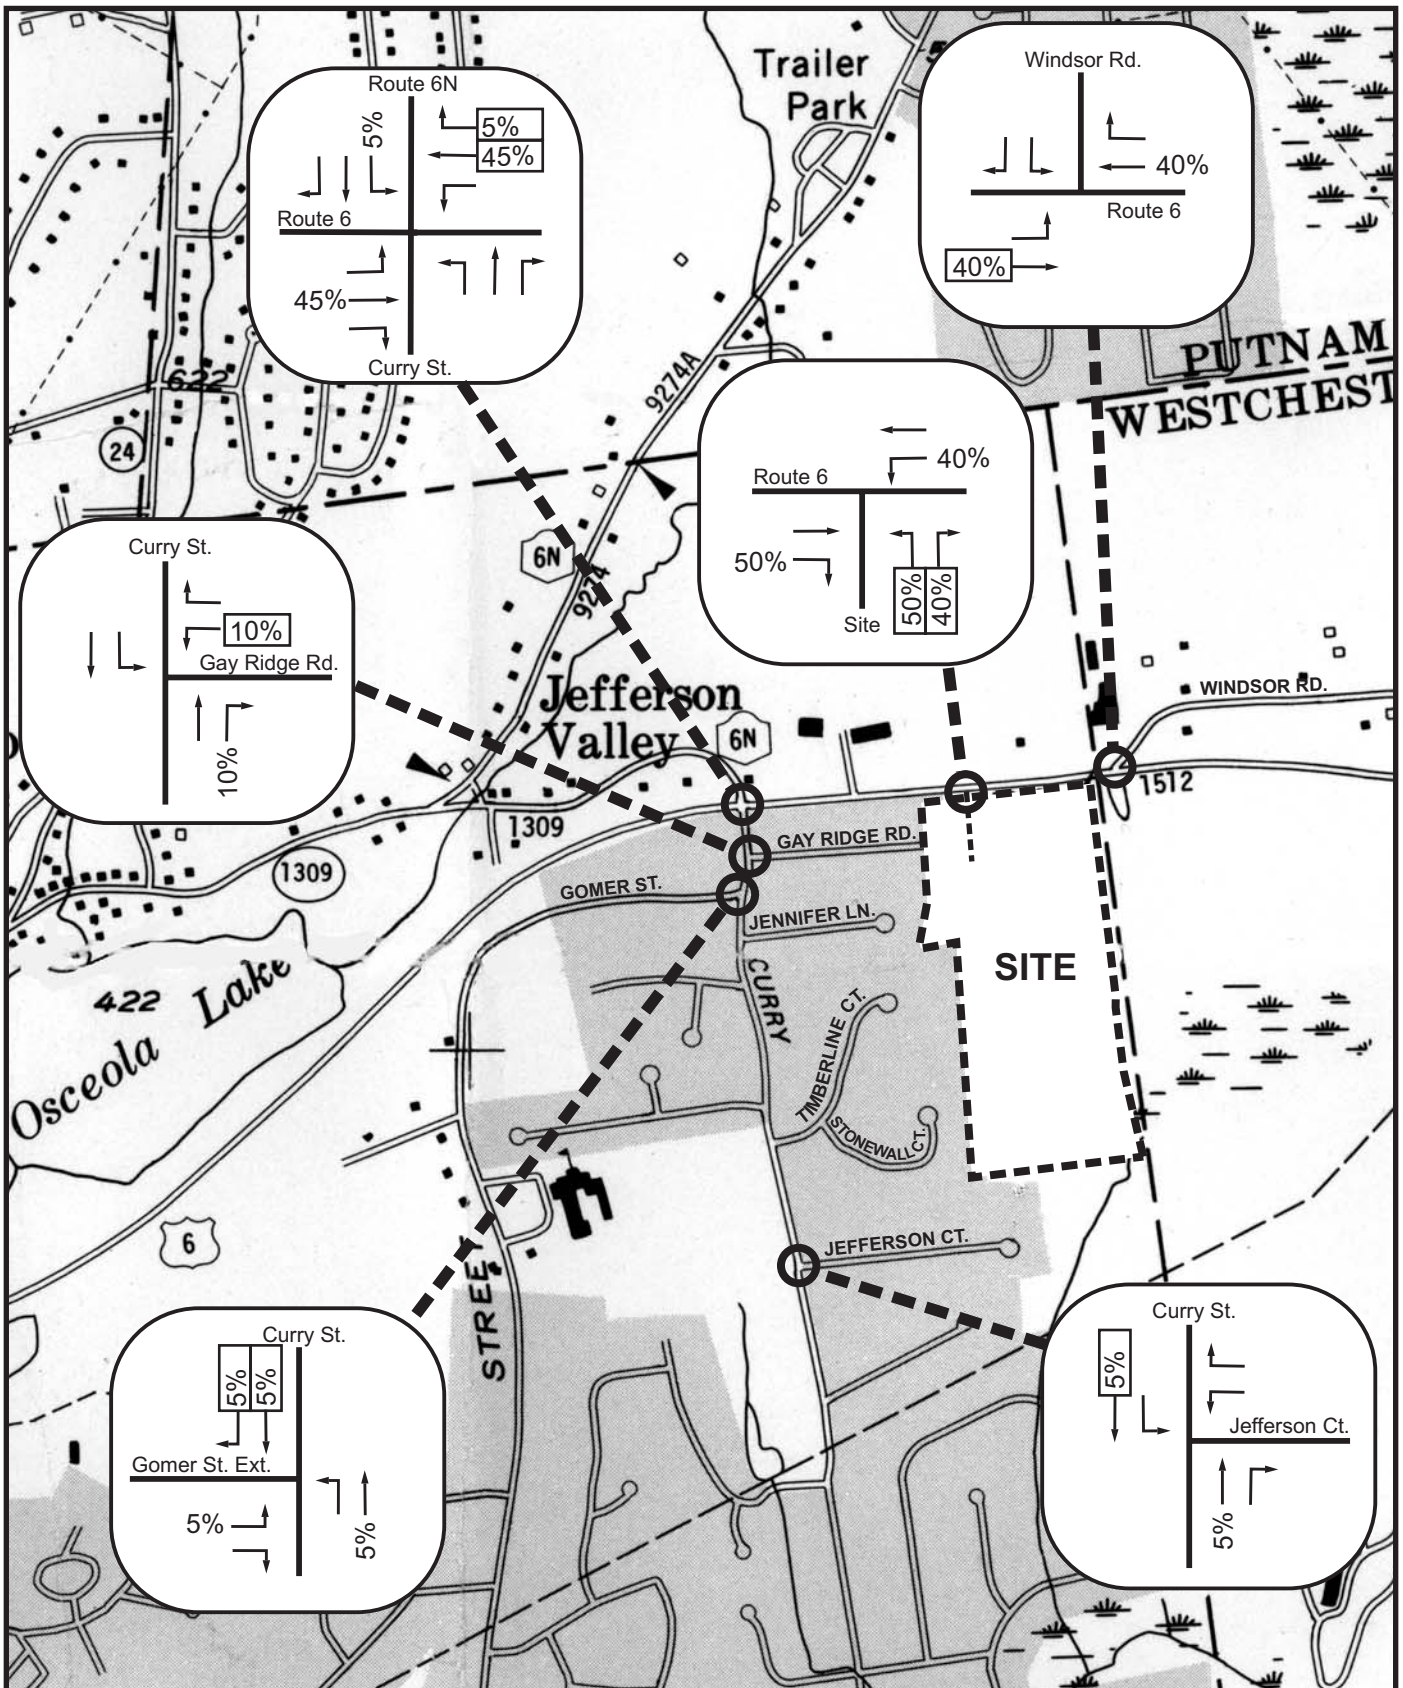 Trailer
Park
Route 6N
5%
5%
45%
Route 6
45%
Curry St.
Windsor Rd.
40%
Route 6
40%
PUTNAM
WESTCHEST
9274A
622
24
Route 6
40%
50%
50%
40%
Site
6N
9274
Curry St.
10%
Gay Ridge Rd.
10%
Jefferson
Valley
6N
WINDSOR RD.
1512
1309
GAY RIDGE RD.
1309
GOMER ST.
JENNIFER LN.
SITE
CURRY
422
Lake
Osceola
TIMBERLINE CT.
STONEWALL CT.
6
STREET
JEFFERSON CT.
Curry St.
5%
5%
Gomer St. Ext.
5%
5%
Curry St.
5%
Jefferson Ct.
5%